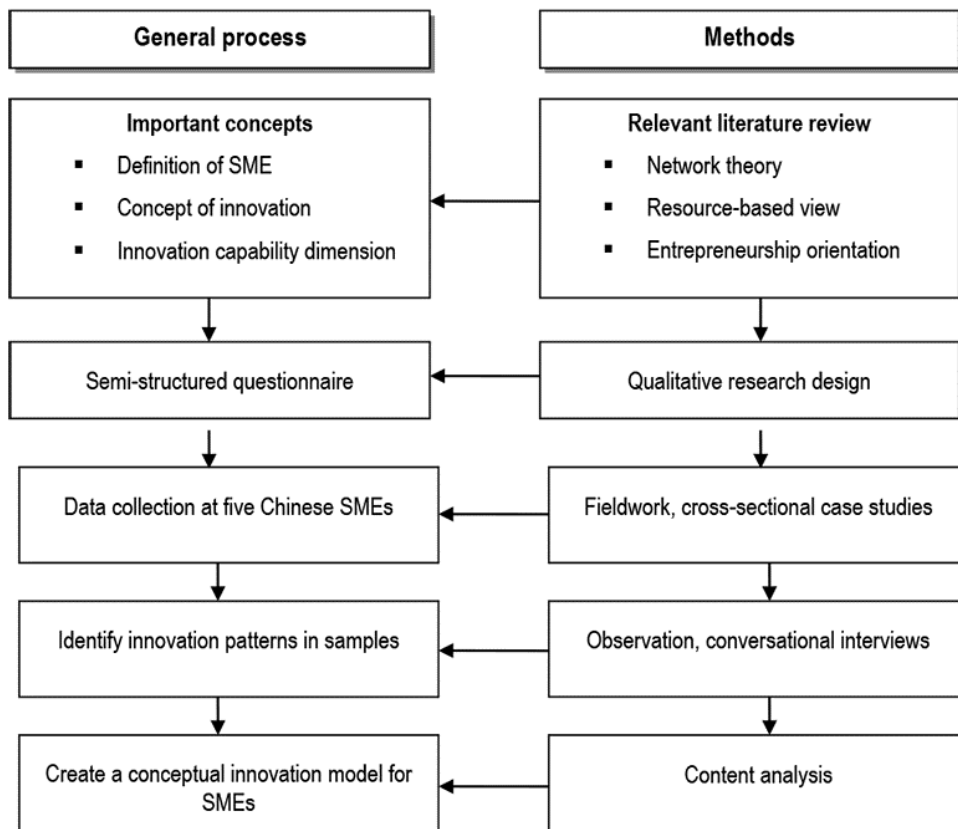 General process
Methods
Important concepts
▪ Definition of SME
▪ Concept of innovation
▪ Innovation capability dimension
Relevant literature review
▪ Network theory
▪ Resource-based view
▪ Entrepreneurship orientation
Semi-structured questionnaire
Qualitative research design
Data collection at five Chinese SMEs
Fieldwork, cross-sectional case studies
Identify innovation patterns in samples
Observation, conversational interviews
Create a conceptual innovation model for
SMEs
Content analysis